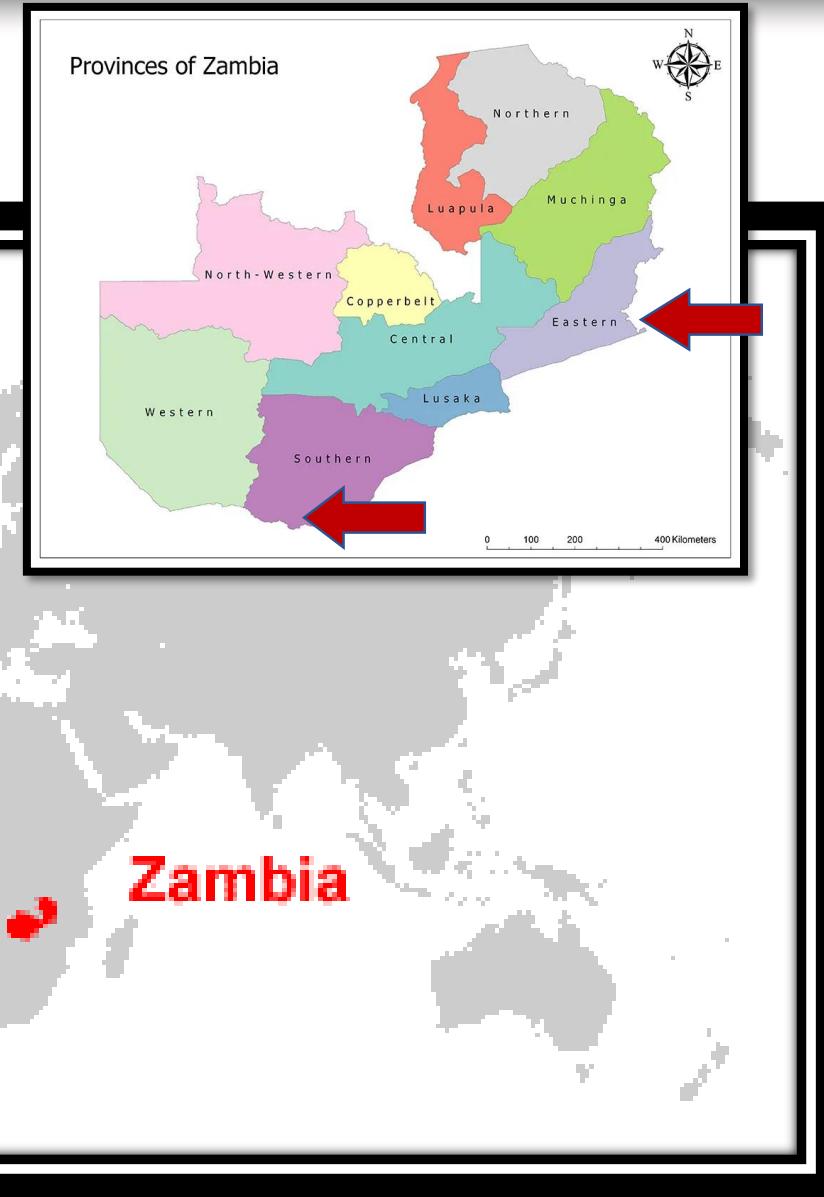 Provinces of Zambia
N
W E
S
Northern
Luapula
Muchinga
North-Western
Copperbelt
Central
Eastern
Western
Lusaka
Southern
0 100 200 400 Kilometers
Zambia